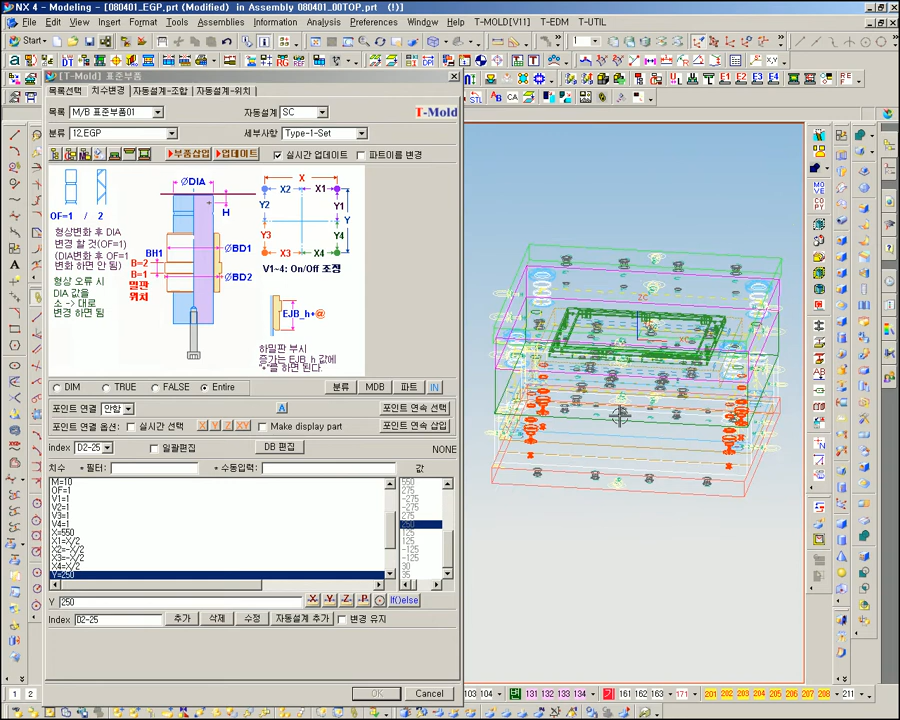 NX 4 - Modeling - [080401_EGP.prt (Modified) in Assembly 080401_00TOP.prt (!)]
File Edit View Insert Format Tools Assemblies Information Analysis Preferences Window Help T-MOLD[V11] T-EDM T-UTIL
Start
[T-Mold] 표준부품
목록선택 치수변경 자동설계-조합 자동설계-위치
목록 M/B 표준부품01 자동설계 SC T-Mold
분류 12,EGP 세부사항 Type-1-Set
부품삽입 업데이트 실시간 업데이트 파트이름 변경
OF=1 / 2
형상변화 후 DIA
변경 할 것(OF=1)
(DIA변화 후 OF=1
변화 하면 안 됨)
형상 오류 시
DIA 값을
소 -> 대로
변경 하면 됨
ØDIA
H
BH1
B=2
B=1
밀판
위치
ØBD1
ØBD2
X
X2 X1
Y2 Y1
Y
Y3 Y4
X3 X4
V1~4: On/Off 조정
EJB_h+@
하밀판 부시
증가는 EJB_h 값에
DIM TRUE FALSE Entire 분류 MDB 파트 IN
포인트 연결 안함 A 포인트 연속 선택
포인트 연결 옵션: 실시간 선택 X Y Z XY Make display part 포인트 연속 삽입
index D2-25 일괄편집 DB 편집 NONE
치수 *필터: *수동입력: 값
M=10
OF=1
V1=1
V2=1
V3=1
V4=1
X=550
X1=X/2
X2=-X/2
X3=-X/2
X4=X/2
Y=250
550
275
-275
-275
275
250
125
125
-125
-125
30
35
Y 250 X Y Z P If()else)
Index D2-25 추가 삭제 수정 자동설계 추가 변경 유지
OK Cancel
ZC
XC
MOVE
COPY
AB
1 2
103 104 131 132 133 134 161 162 163 171 201 202 203 204 205 206 207 208 211